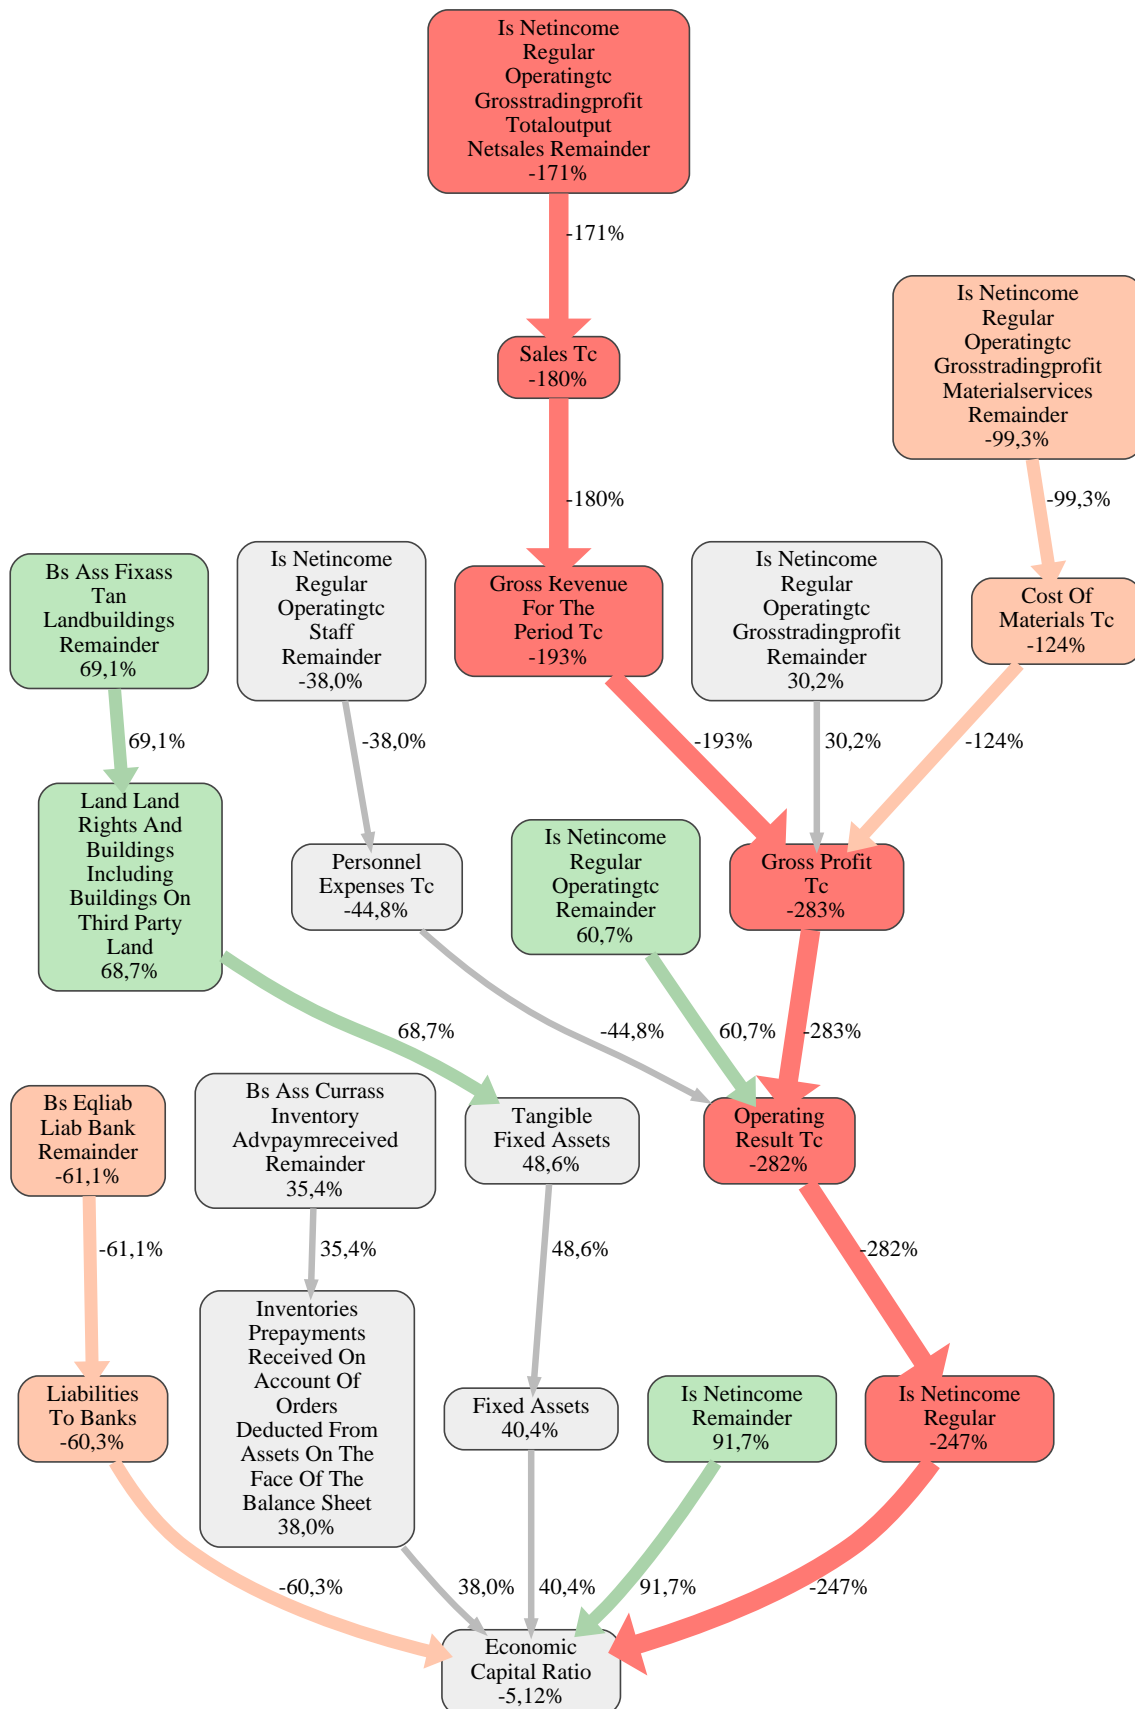 Is Netincome
Regular
Operatingtc
Grosstradingprofit
Totaloutput
Netsales Remainder
-171%
-171%
Sales Tc
-180%
Is Netincome
Regular
Operatingtc
Grosstradingprofit
Materialservices
Remainder
-99,3%
-180%
-99,3%
Bs Ass Fixass
Tan
Landbuildings
Remainder
69,1%
Is Netincome
Regular
Operatingtc
Staff
Remainder
-38,0%
Gross Revenue
For The
Period Tc
-193%
Is Netincome
Regular
Operatingtc
Grosstradingprofit
Remainder
30,2%
Cost Of
Materials Tc
-124%
69,1%
-38,0%
-193%
30,2%
-124%
Land Land
Rights And
Buildings
Including
Buildings On
Third Party
Land
68,7%
Personnel
Expenses Tc
-44,8%
Is Netincome
Regular
Operatingtc
Remainder
60,7%
Gross Profit
Tc
-283%
68,7%
-44,8%
60,7%
-283%
Bs Eqliab
Liab Bank
Remainder
-61,1%
Bs Ass Currass
Inventory
Advpaymreceived
Remainder
35,4%
Tangible
Fixed Assets
48,6%
Operating
Result Tc
-282%
-61,1%
35,4%
48,6%
-282%
Liabilities
To Banks
-60,3%
Inventories
Prepayments
Received On
Account Of
Orders
Deducted From
Assets On The
Face Of The
Balance Sheet
38,0%
Fixed Assets
40,4%
Is Netincome
Remainder
91,7%
Is Netincome
Regular
-247%
-60,3%
38,0%
40,4%
91,7%
-247%
Economic
Capital Ratio
-5,12%